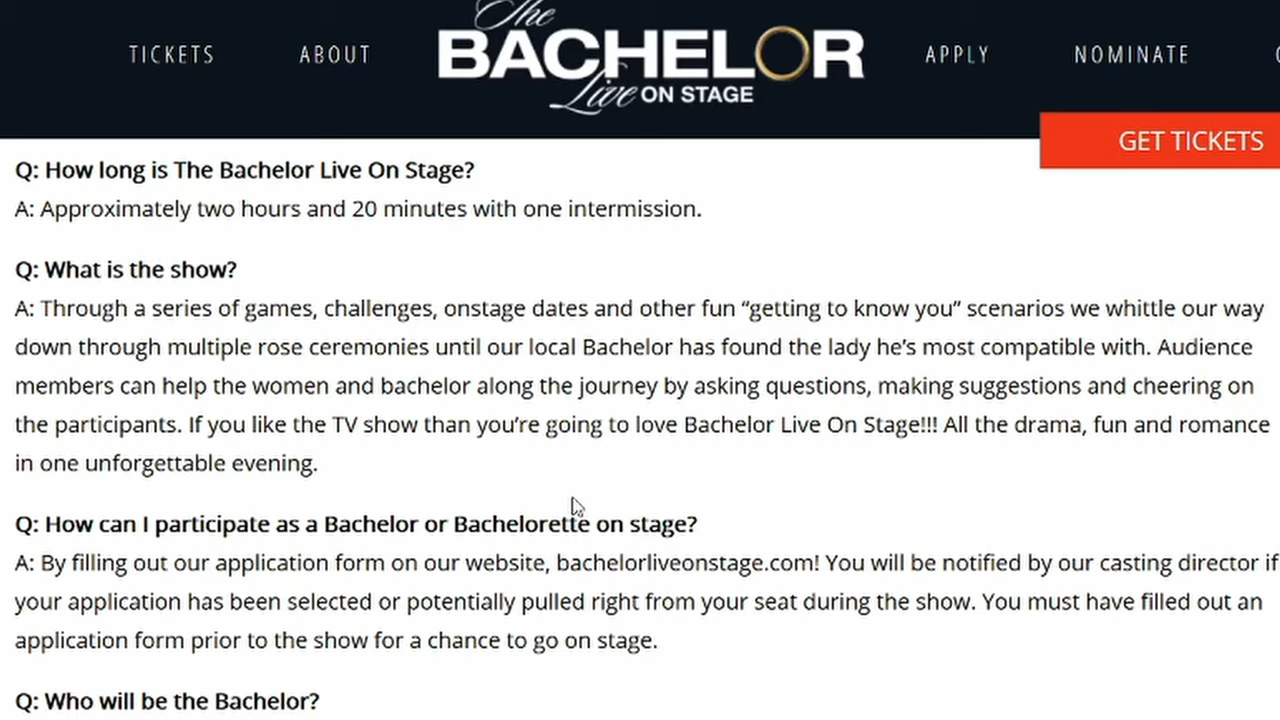 TICKETS
ABOUT
The
BACHELOR
Live ON STAGE
APPLY
NOMINATE
GET TICKETS
Q: How long is The Bachelor Live On Stage?
A: Approximately two hours and 20 minutes with one intermission.
Q: What is the show?
A: Through a series of games, challenges, onstage dates and other fun “getting to know you” scenarios we whittle our way
down through multiple rose ceremonies until our local Bachelor has found the lady he’s most compatible with. Audience
members can help the women and bachelor along the journey by asking questions, making suggestions and cheering on
the participants. If you like the TV show than you’re going to love Bachelor Live On Stage!!! All the drama, fun and romance
in one unforgettable evening.
Q: How can I participate as a Bachelor or Bachelorette on stage?
A: By filling out our application form on our website, bachelorliveonstage.com! You will be notified by our casting director if
your application has been selected or potentially pulled right from your seat during the show. You must have filled out an
application form prior to the show for a chance to go on stage.
Q: Who will be the Bachelor?